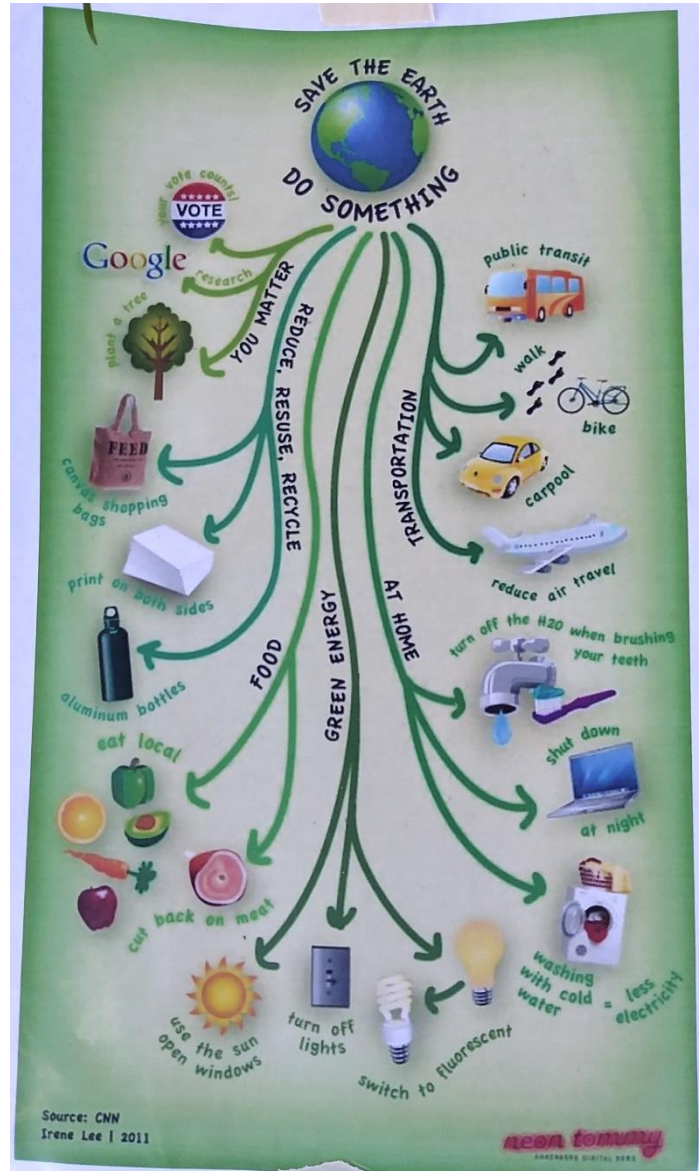 SAVE THE EARTH
DO SOMETHING
your vote counts!
VOTE
Google
research
plant a tree
YOU MATTER
REDUCE, RESUSE, RECYCLE
FEED
canvas shopping
bags
print on both sides
aluminum bottles
FOOD
eat local
cut back on meat
GREEN ENERGY
use the sun
open windows
turn off
lights
switch to fluorescent
AT HOME
turn off the H2O when brushing
your teeth
shut down
at night
washing
with cold = less
water electricity
TRANSPORTATION
public transit
walk
bike
carpool
reduce air travel
Source: CNN
Irene Lee | 2011
neon tommy
ANNENBERG DIGITAL NEWS